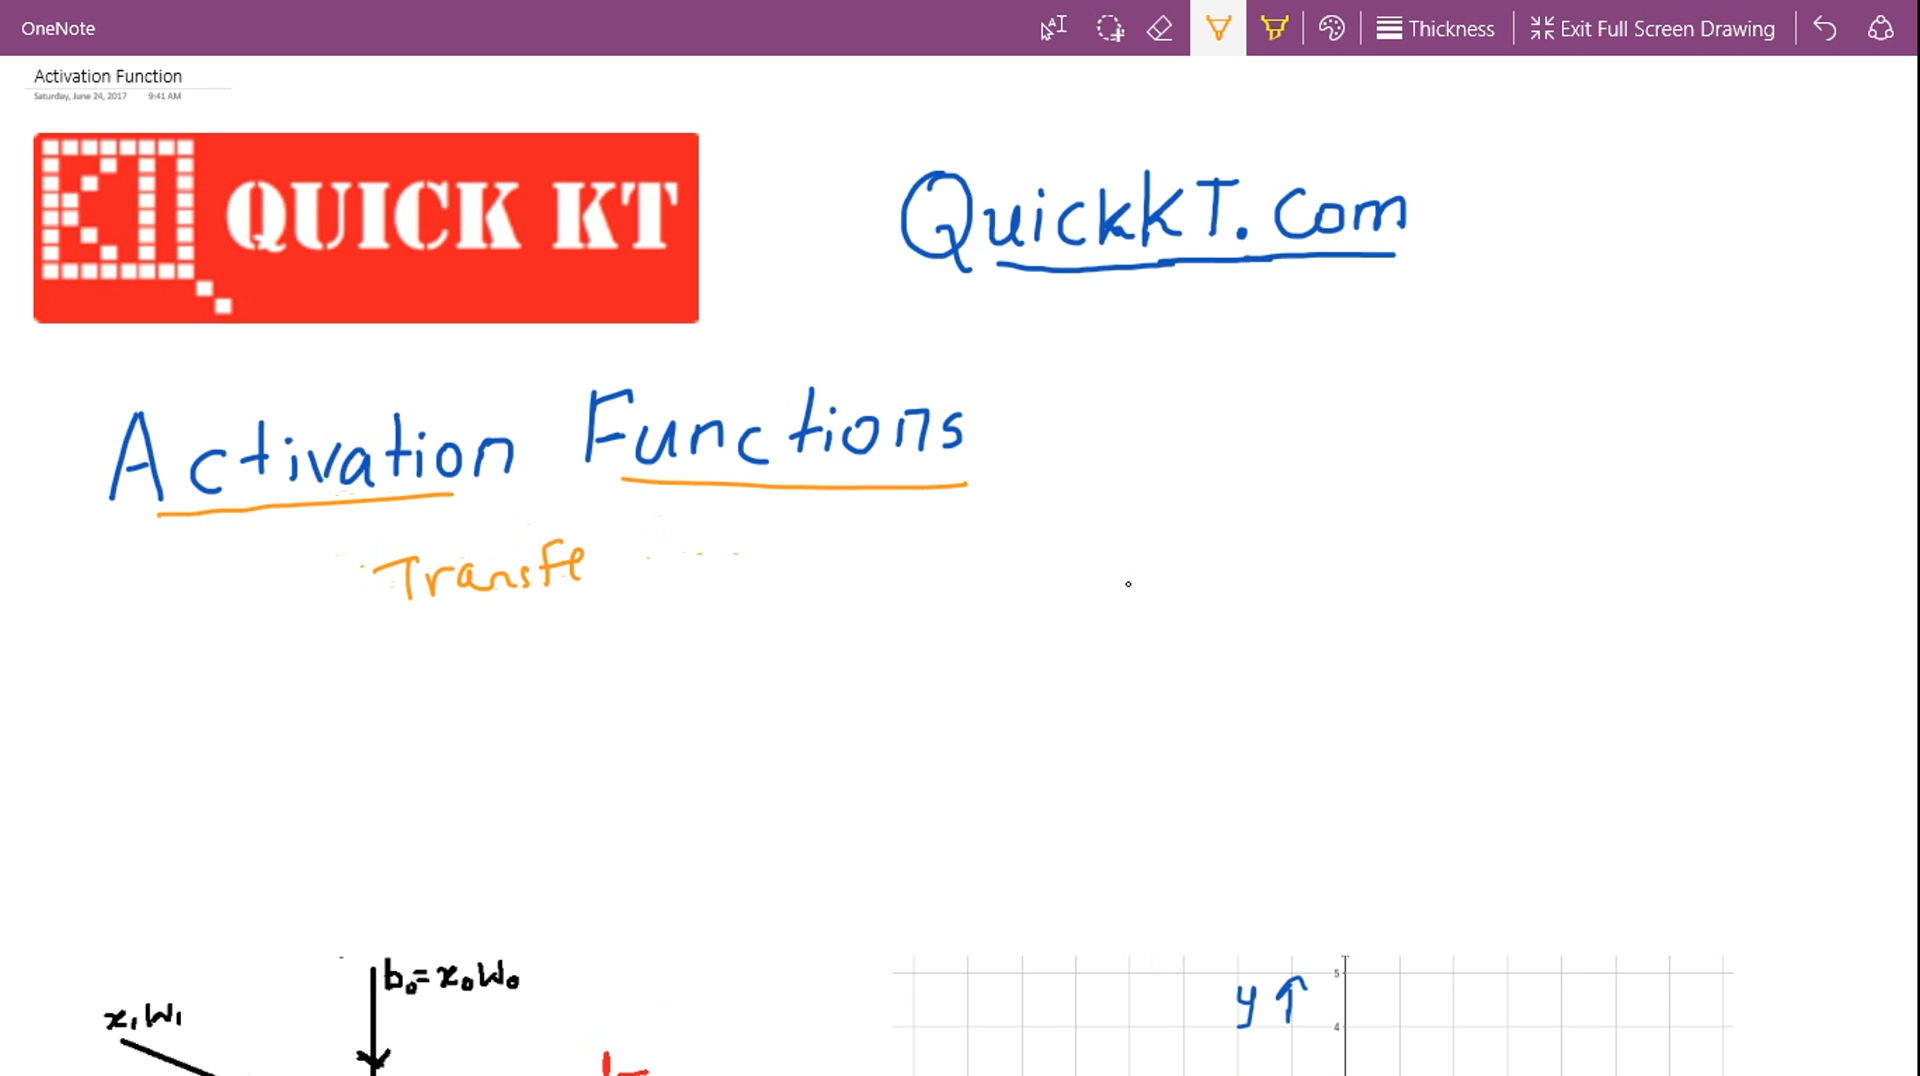 OneNote
Thickness
Exit Full Screen Drawing
Activation Function
Saturday, June 24, 2017 9:41 AM
QUICK KT
QuickkT.com
Activation Functions
Transfe
b₀ = x₀W₀
x₁W₁
y ↑
5
4